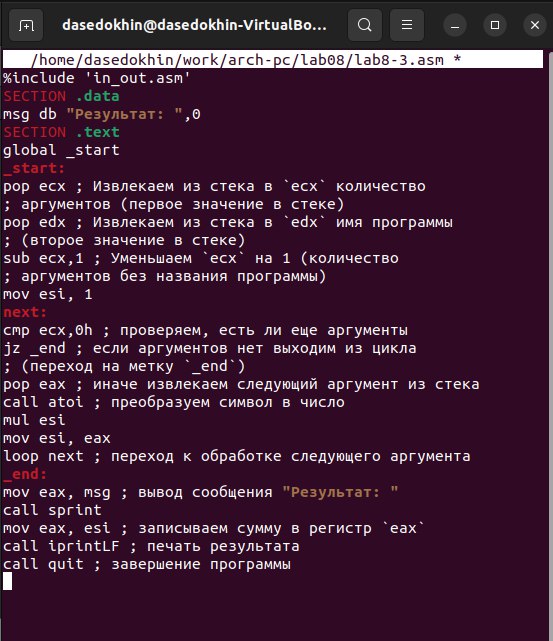 dasedokhin@dasedokhin-VirtualBo...
/home/dasedokhin/work/arch-pc/lab08/lab8-3.asm *
%include 'in_out.asm'
SECTION .data
msg db "Результат: ",0
SECTION .text
global _start
_start:
pop ecx ; Извлекаем из стека в `ecx` количество
; аргументов (первое значение в стеке)
pop edx ; Извлекаем из стека в `edx` имя программы
; (второе значение в стеке)
sub ecx,1 ; Уменьшаем `ecx` на 1 (количество
; аргументов без названия программы)
mov esi, 1
next:
cmp ecx,0h ; проверяем, есть ли еще аргументы
jz _end ; если аргументов нет выходим из цикла
; (переход на метку `_end`)
pop eax ; иначе извлекаем следующий аргумент из стека
call atoi ; преобразуем символ в число
mul esi
mov esi, eax
loop next ; переход к обработке следующего аргумента
_end:
mov eax, msg ; вывод сообщения "Результат: "
call sprint
mov eax, esi ; записываем сумму в регистр `eax`
call iprintLF ; печать результата
call quit ; завершение программы